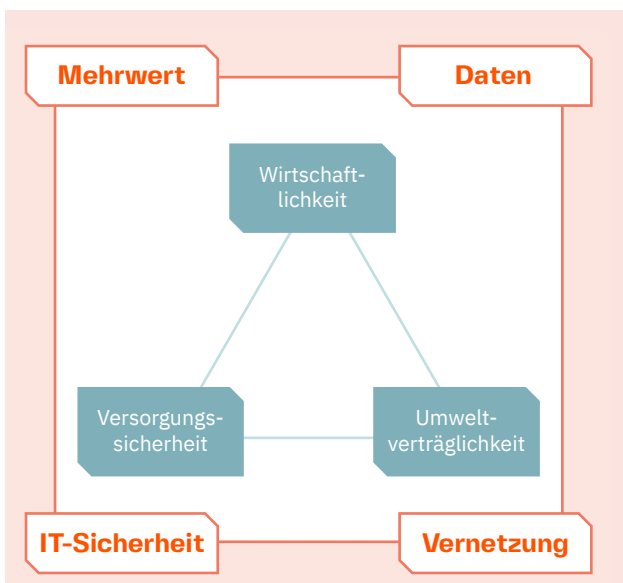 Mehrwert
Daten
Wirtschaft-
lichkeit
Versorgungs-
sicherheit
Umwelt-
verträglichkeit
IT-Sicherheit
Vernetzung